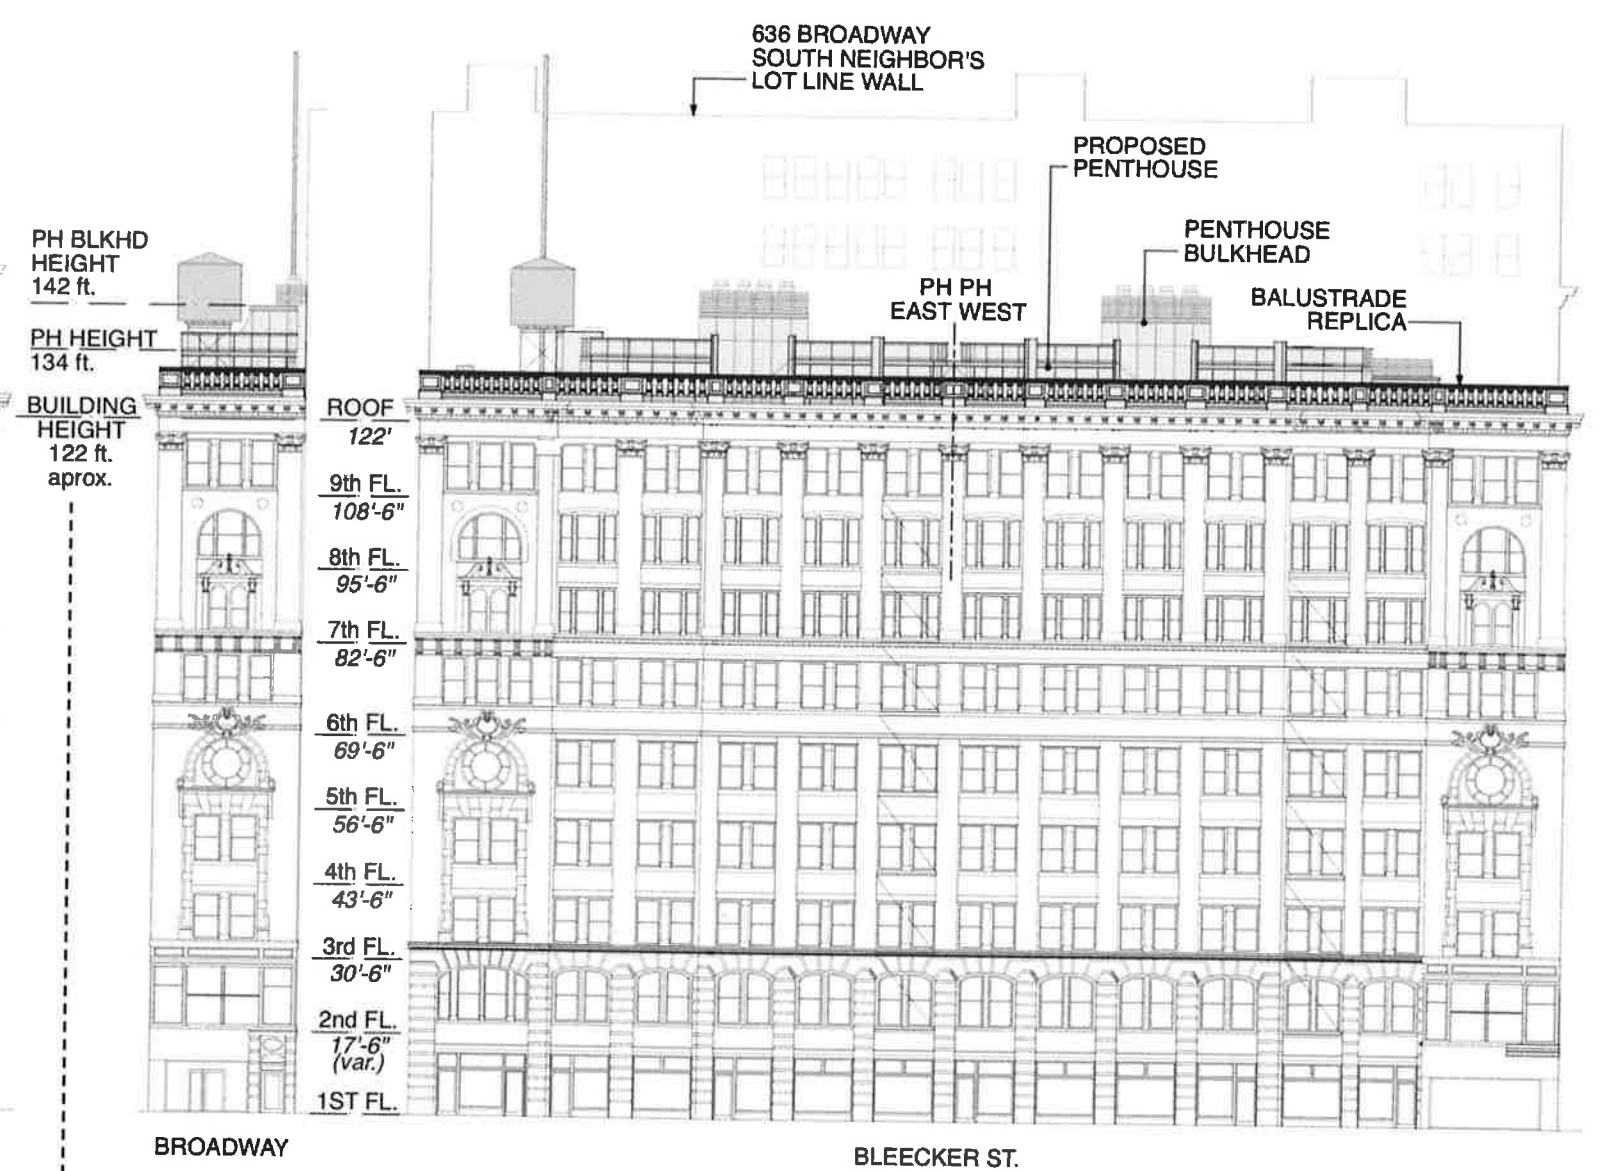 636 BROADWAY
SOUTH NEIGHBOR'S
LOT LINE WALL
PROPOSED
PENTHOUSE
PENTHOUSE
BULKHEAD
PH BLKHD
HEIGHT
142 ft.
PH PH
EAST WEST
BALUSTRADE
REPLICA
PH HEIGHT
134 ft.
BUILDING
HEIGHT
122 ft.
aprox.
ROOF
122'
9th FL.
108'-6"
8th FL.
95'-6"
7th FL.
82'-6"
6th FL.
69'-6"
5th FL.
56'-6"
4th FL.
43'-6"
3rd FL.
30'-6"
2nd FL.
17'-6"
(var.)
1ST FL.
BROADWAY
BLEECKER ST.